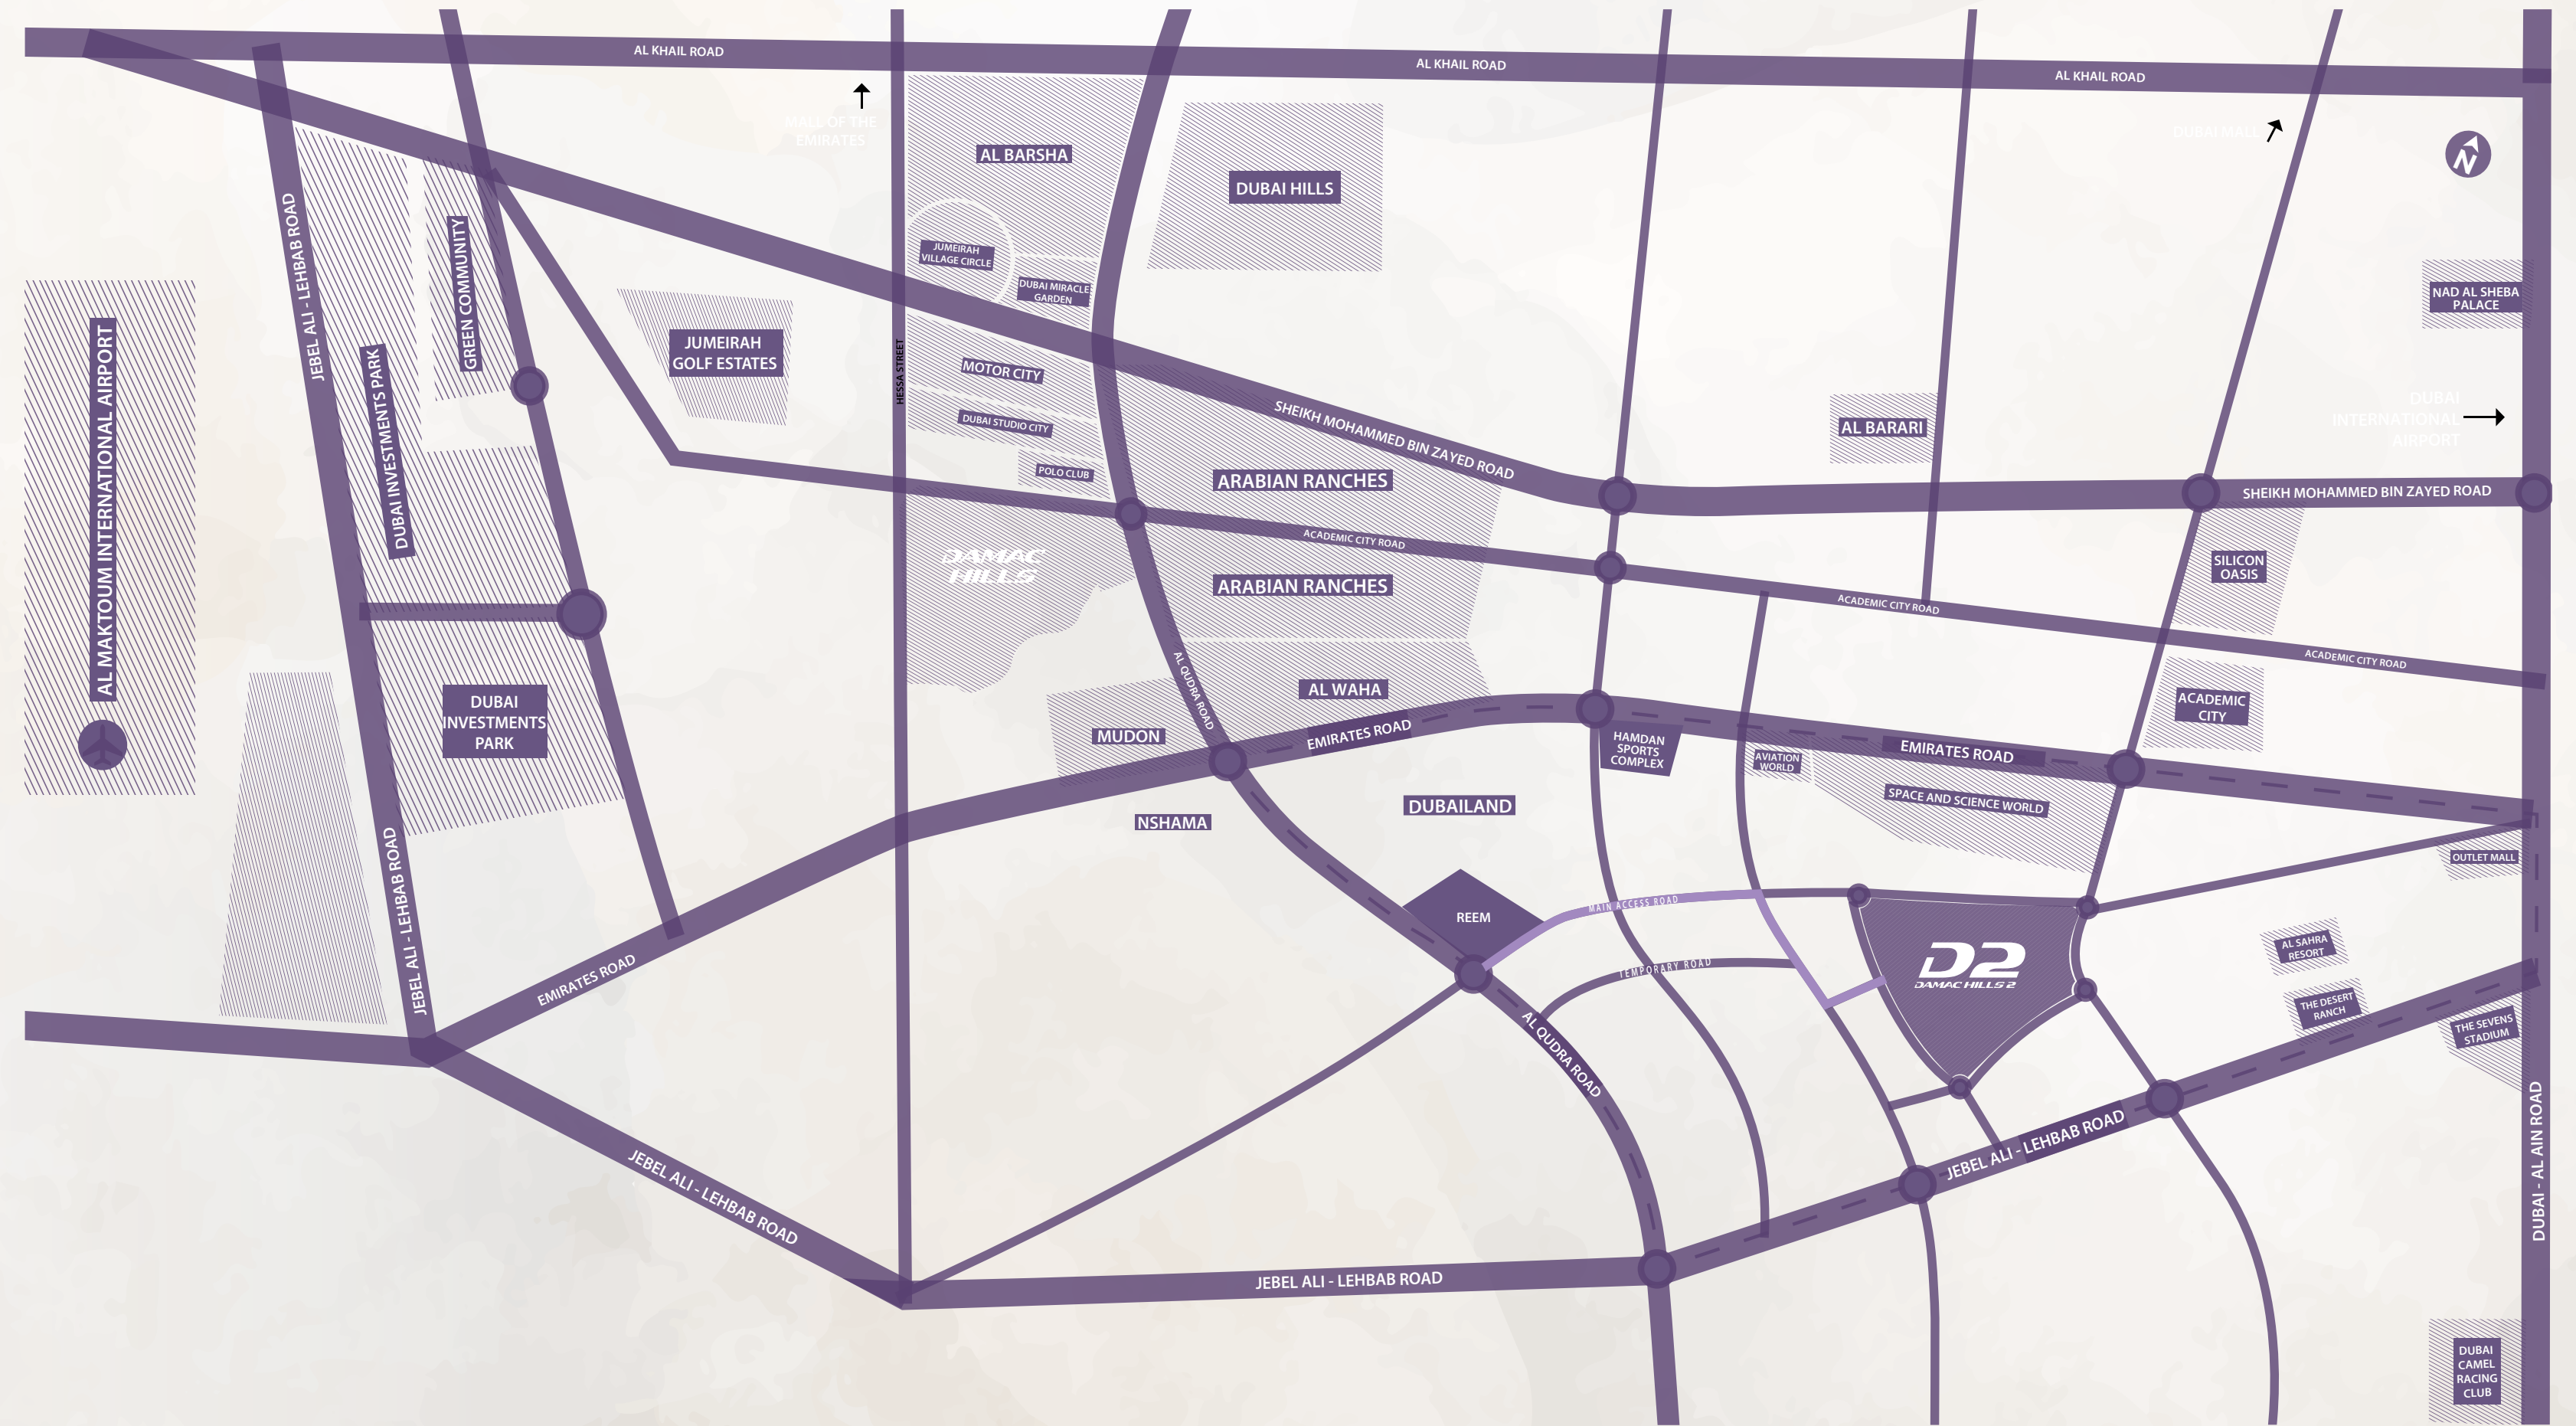 AL KHAIL ROAD
AL KHAIL ROAD
AL KHAIL ROAD
MALL OF THE
EMIRATES
DUBAI MALL
N
AL BARSHA
DUBAI HILLS
JEBEL ALI - LEHBAB ROAD
GREEN COMMUNITY
JUMEIRAH
VILLAGE CIRCLE
DUBAI MIRACLE
GARDEN
NAD AL SHEBA
PALACE
AL MAKTOUM INTERNATIONAL AIRPORT
DUBAI INVESTMENTS PARK
JUMEIRAH
GOLF ESTATES
HESSA STREET
MOTOR CITY
DUBAI STUDIO CITY
POLO CLUB
SHEIKH MOHAMMED BIN ZAYED ROAD
AL BARARI
DUBAI
INTERNATIONAL
AIRPORT
ARABIAN RANCHES
SHEIKH MOHAMMED BIN ZAYED ROAD
ACADEMIC CITY ROAD
DAMAC
HILLS
ARABIAN RANCHES
SILICON
OASIS
ACADEMIC CITY ROAD
ACADEMIC CITY ROAD
AL QUDRA ROAD
AL WAHA
DUBAI
INVESTMENTS
PARK
ACADEMIC
CITY
MUDON
EMIRATES ROAD
HAMDAN
SPORTS
COMPLEX
AVIATION
WORLD
EMIRATES ROAD
SPACE AND SCIENCE WORLD
NSHAMA
DUBAILAND
OUTLET MALL
JEBEL ALI - LEHBAB ROAD
REEM
MAIN ACCESS ROAD
TEMPORARY ROAD
D2
DAMAC HILLS 2
AL SAHRA
RESORT
THE DESERT
RANCH
THE SEVENS
STADIUM
EMIRATES ROAD
AL QUDRA ROAD
JEBEL ALI - LEHBAB ROAD
JEBEL ALI - LEHBAB ROAD
DUBAI - AL AIN ROAD
JEBEL ALI - LEHBAB ROAD
DUBAI
CAMEL
RACING
CLUB